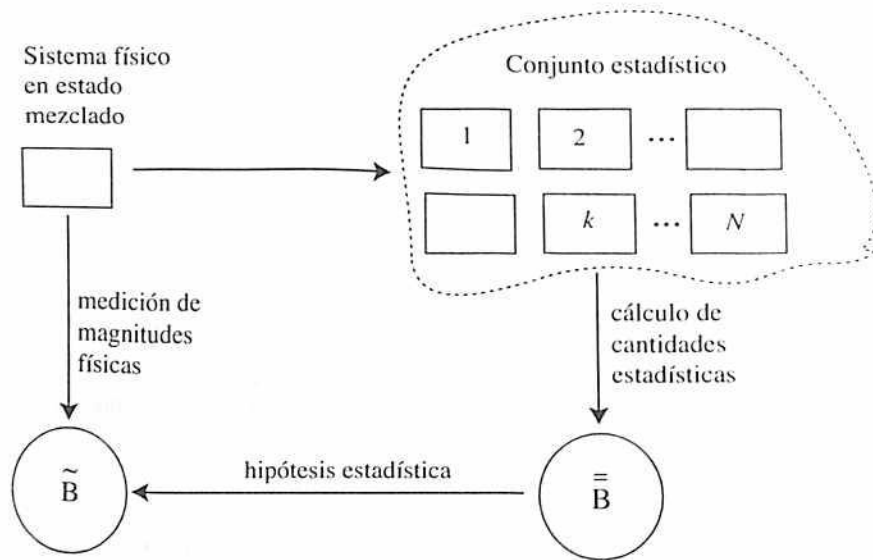 Sistema físico
en estado
mezclado
Conjunto estadístico
1 2 ...
k ... N
medición de
magnitudes
físicas
cálculo de
cantidades
estadísticas
hipótesis estadística
B̃
B̿